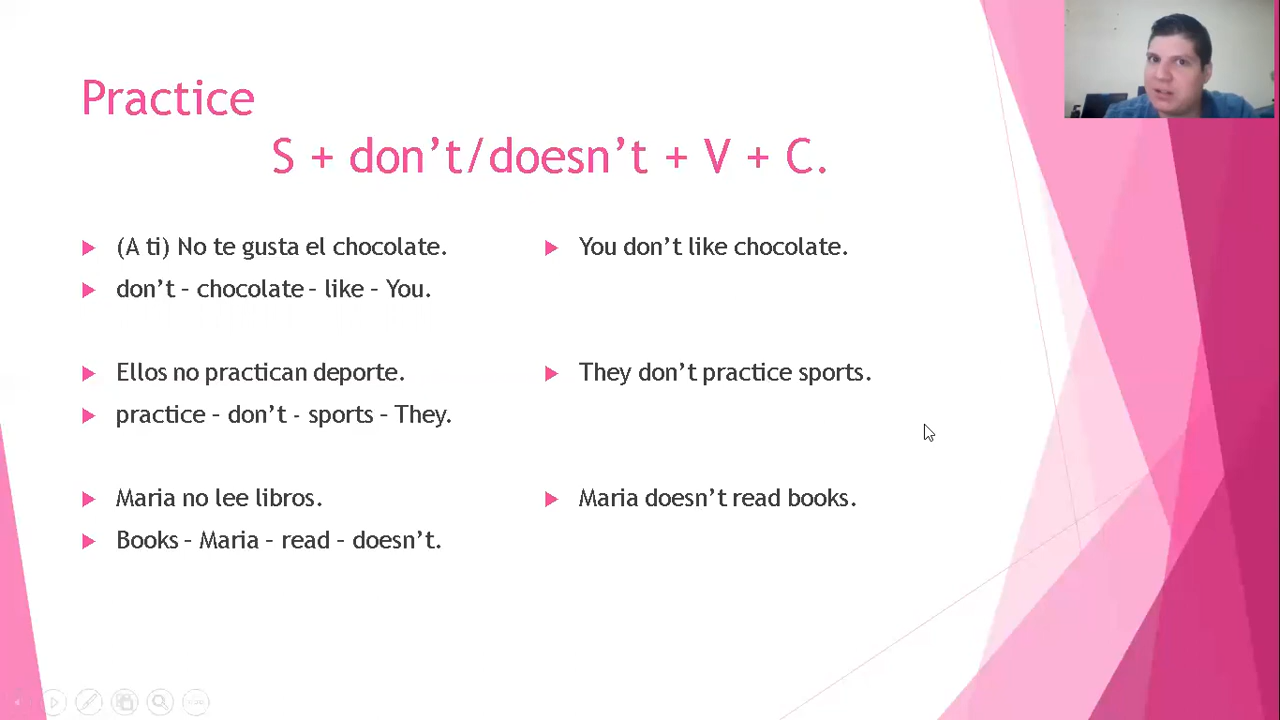 Practice
S + don't/doesn't + V + C.
(A ti) No te gusta el chocolate.
don't – chocolate – like – You.
Ellos no practican deporte.
practice – don't - sports – They.
Maria no lee libros.
Books – Maria – read – doesn't.
You don't like chocolate.
They don't practice sports.
Maria doesn't read books.